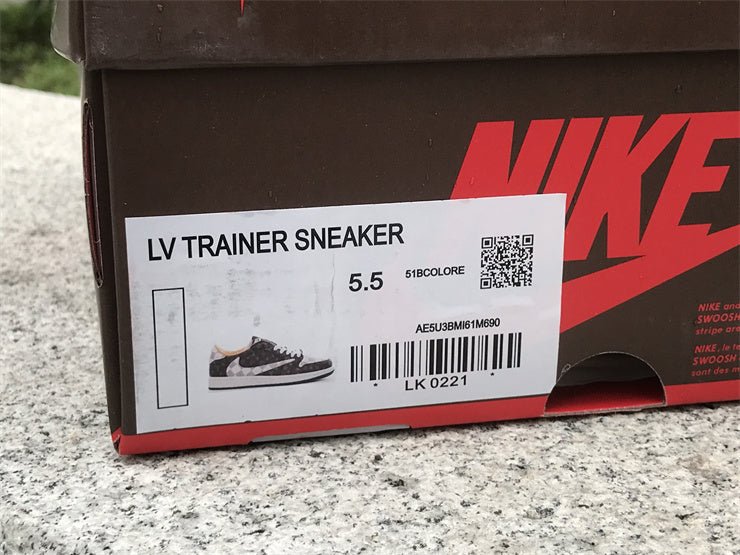 NIKE
LV TRAINER SNEAKER
5.5
51BCOLORE
AE5U3BMI61M690
* *
LK 0221
NIKE and
SWOOSH
stripe are
NIKE, le te
SWOOSH
sont des m